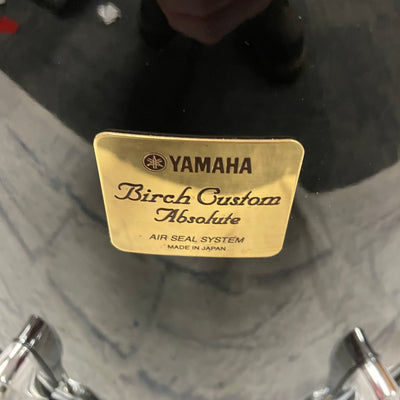 YAMAHA
Birch Custom
Absolute
AIR SEAL SYSTEM
MADE IN JAPAN